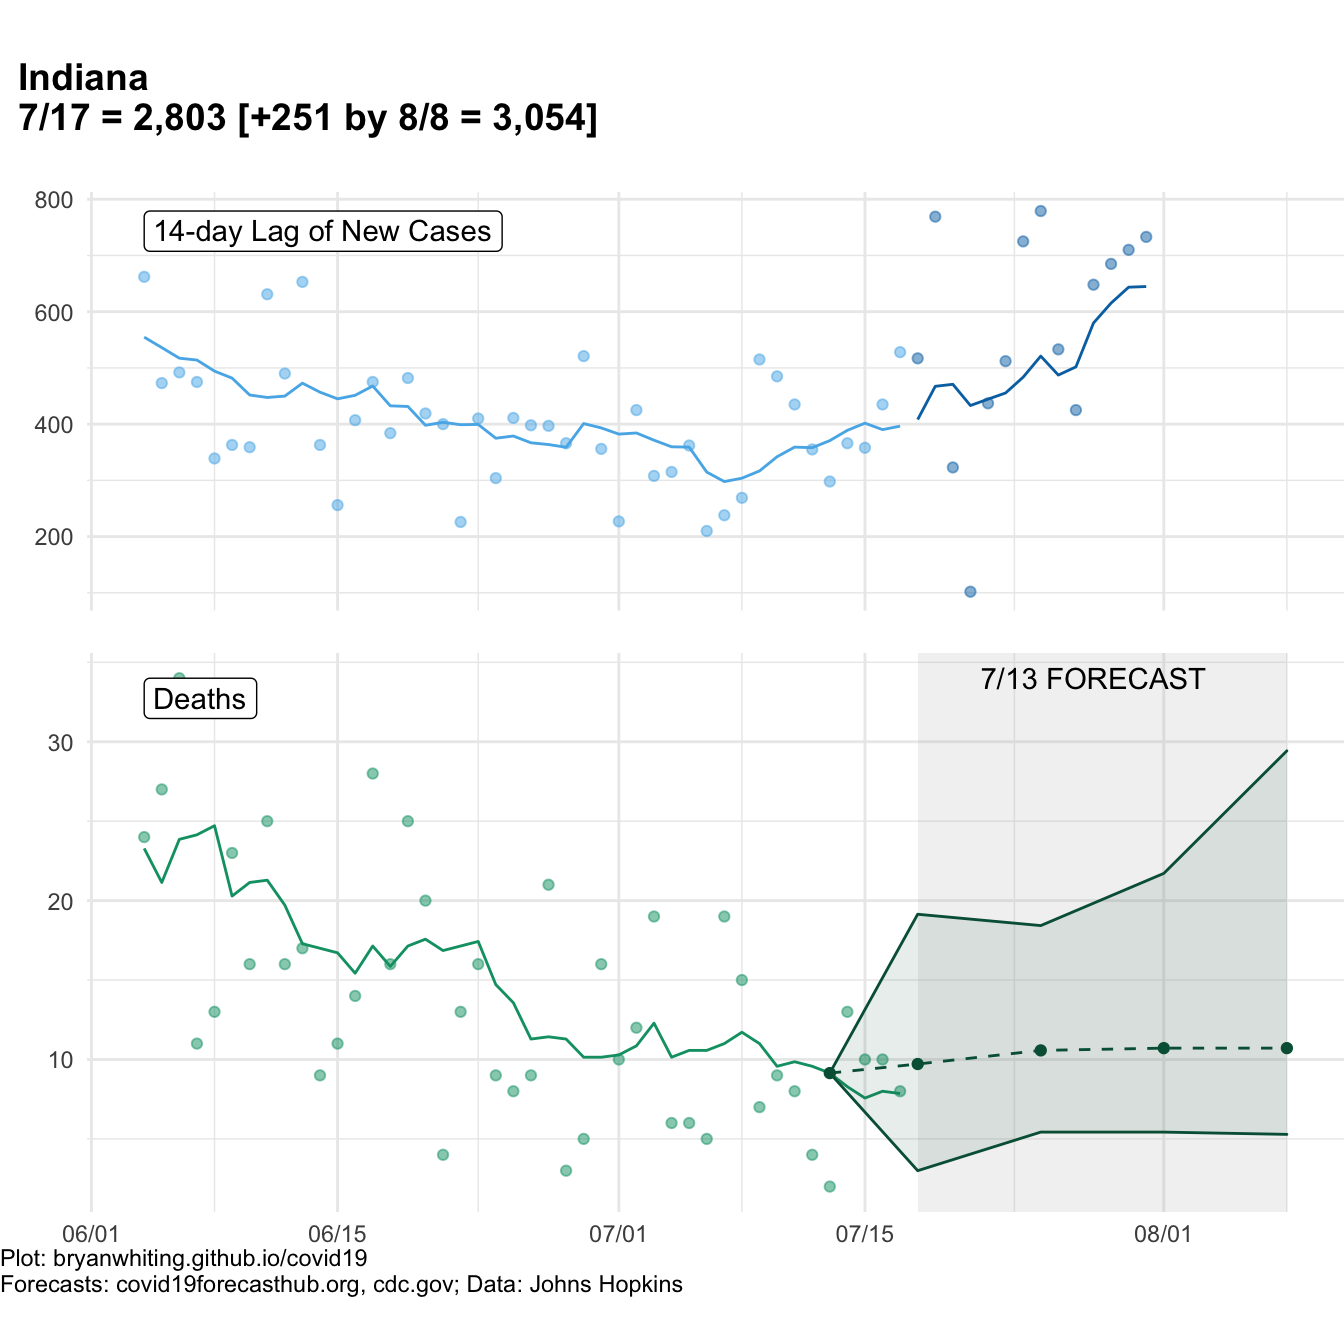 Indiana
7/17 = 2,803 [+251 by 8/8 = 3,054]
800
14-day Lag of New Cases
600
400
200
7/13 FORECAST
Deaths
30
20
10
06/01 06/15 07/01 07/15 08/01
Plot: bryanwhiting.github.io/covid19
Forecasts: covid19forecasthub.org, cdc.gov; Data: Johns Hopkins